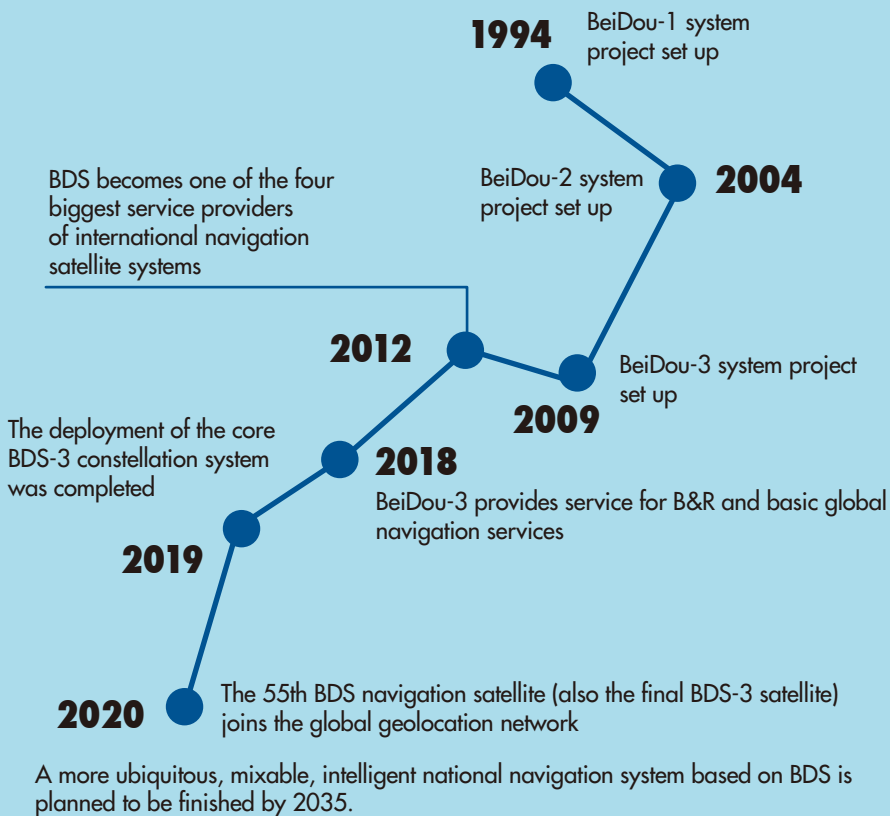 1994
BeiDou-1 system
project set up
BeiDou-2 system
project set up
2004
BDS becomes one of the four
biggest service providers
of international navigation
satellite systems
2012
BeiDou-3 system project
set up
2009
The deployment of the core
BDS-3 constellation system
was completed
2018
BeiDou-3 provides service for B&R and basic global
navigation services
2019
2020
The 55th BDS navigation satellite (also the final BDS-3 satellite)
joins the global geolocation network
A more ubiquitous, mixable, intelligent national navigation system based on BDS is
planned to be finished by 2035.